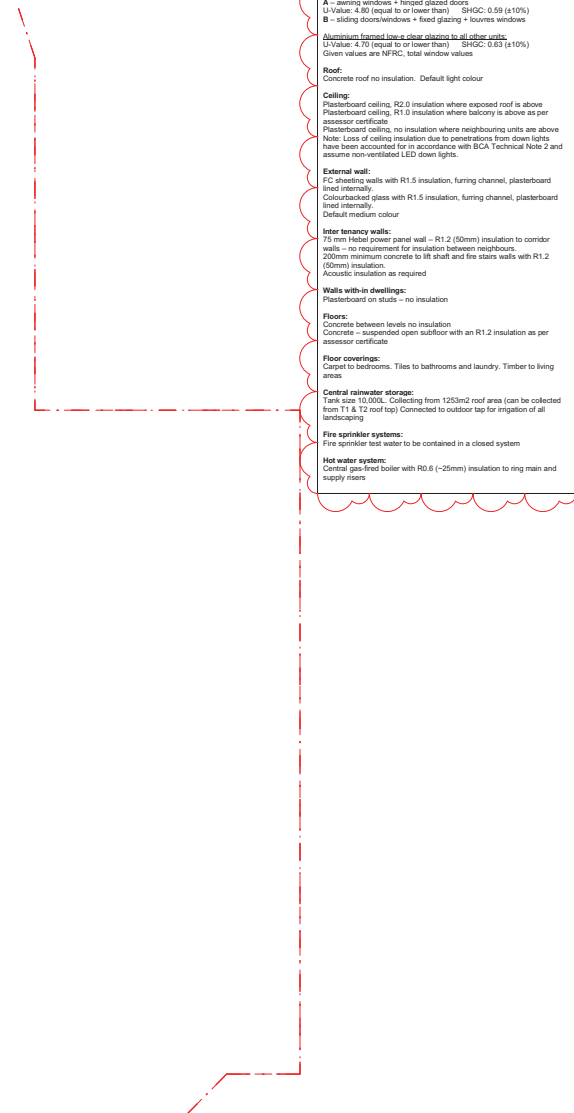 A – awning windows + hinged glazed doors
U-Value: 4.80 (equal to or lower than)    SHGC: 0.59 (±10%)
B – sliding doors/windows + fixed glazing + louvres windows
Aluminium framed low-e clear glazing to all other units:
U-Value: 4.70 (equal to or lower than)    SHGC: 0.63 (±10%)
Given values are NFRC, total window values
Roof:
Concrete roof no insulation.  Default light colour
Ceiling:
Plasterboard ceiling, R2.0 insulation where exposed roof is above
Plasterboard ceiling, R1.0 insulation where balcony is above as per
assessor certificate
Plasterboard ceiling, no insulation where neighbouring units are above
Note: Loss of ceiling insulation due to penetrations from down lights
have been accounted for in accordance with BCA Technical Note 2 and
assume non-ventilated LED down lights.
External wall:
FC sheeting walls with R1.5 insulation, furring channel, plasterboard
lined internally.
Colourbacked glass with R1.5 insulation, furring channel, plasterboard
lined internally.
Default medium colour
Inter tenancy walls:
75 mm Hebel power panel wall – R1.2 (50mm) insulation to corridor
walls – no requirement for insulation between neighbours.
200mm minimum concrete to lift shaft and fire stairs walls with R1.2
(50mm) insulation.
Acoustic insulation as required
Walls with-in dwellings:
Plasterboard on studs – no insulation
Floors:
Concrete between levels no insulation
Concrete – suspended open subfloor with an R1.2 insulation as per
assessor certificate
Floor coverings:
Carpet to bedrooms. Tiles to bathrooms and laundry. Timber to living
areas
Central rainwater storage:
Tank size 10,000L. Collecting from 1253m2 roof area (can be collected
from T1 & T2 roof top) Connected to outdoor tap for irrigation of all
landscaping
Fire sprinkler systems:
Fire sprinkler test water to be contained in a closed system
Hot water system:
Central gas-fired boiler with R0.6 (~25mm) insulation to ring main and
supply risers